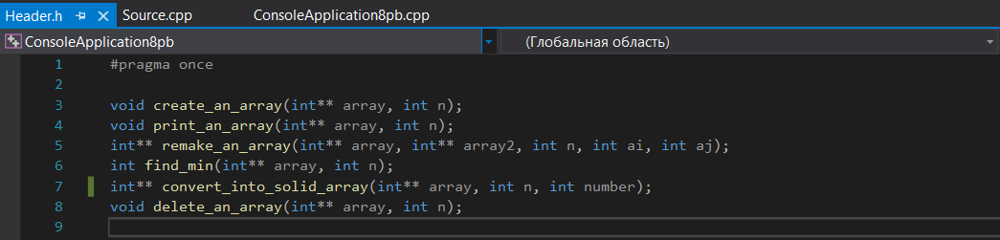 Header.h Source.cpp ConsoleApplication8pb.cpp
ConsoleApplication8pb (Глобальная область)
1 #pragma once
2
3 void create_an_array(int** array, int n);
4 void print_an_array(int** array, int n);
5 int** remake_an_array(int** array, int** array2, int n, int ai, int aj);
6 int find_min(int** array, int n);
7 int** convert_into_solid_array(int** array, int n, int number);
8 void delete_an_array(int** array, int n);
9